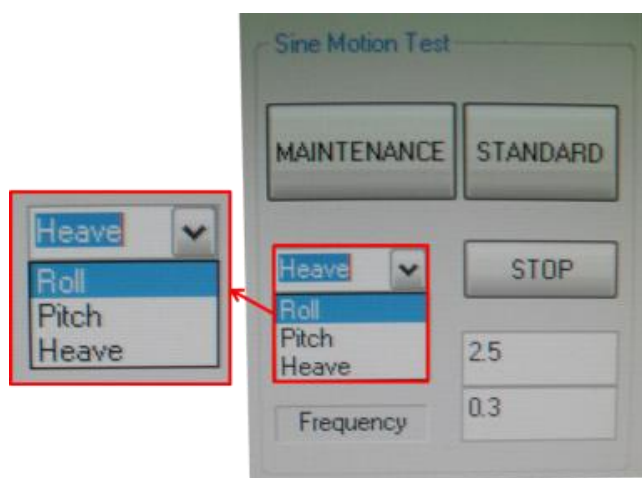 Sine Motion Test
MAINTENANCE STANDARD
Heave
Roll
Pitch
Heave
Heave STOP
Roll
Pitch
Heave
2.5
Frequency 0.3